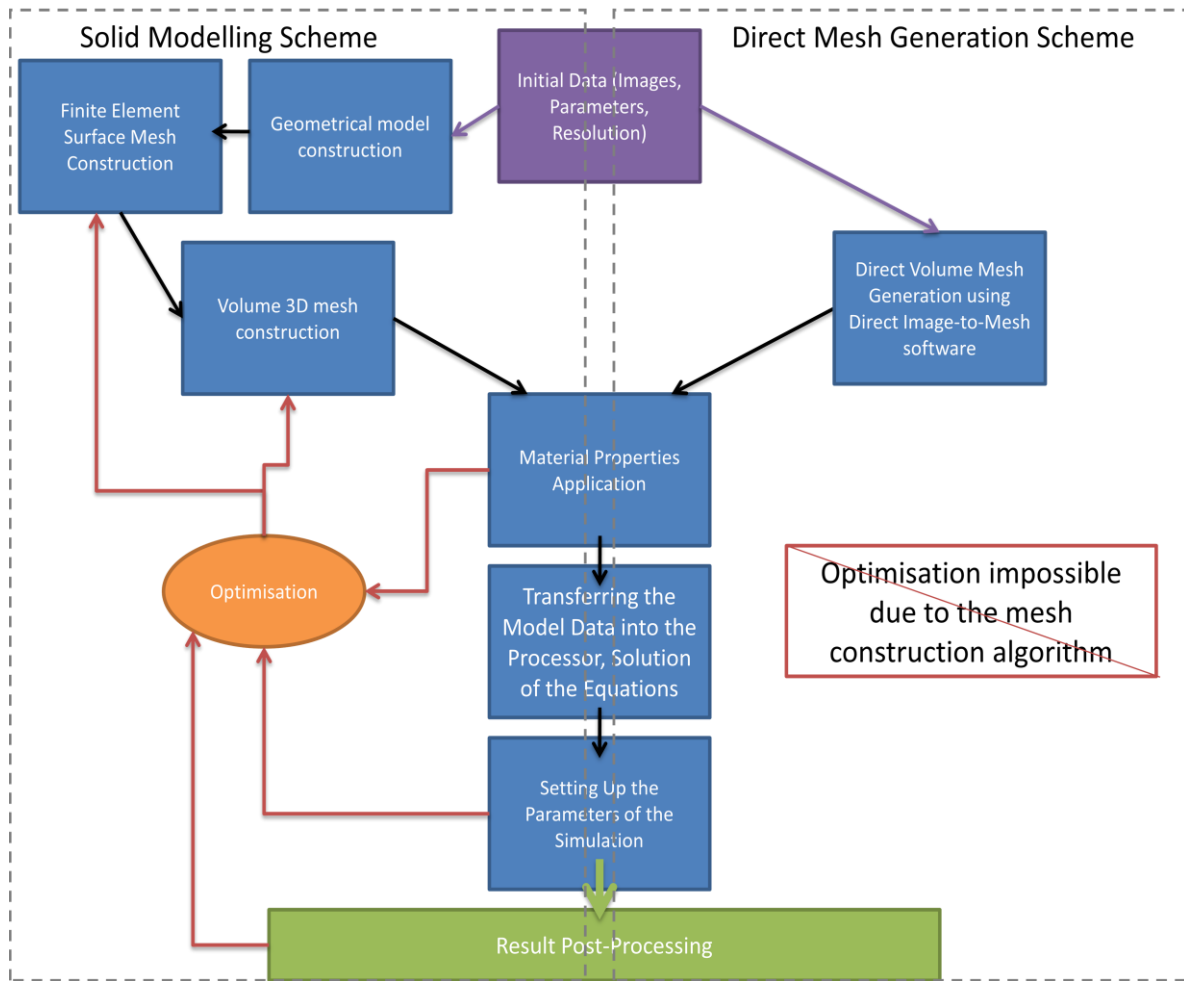 Solid Modelling Scheme
Direct Mesh Generation Scheme
Initial Data (Images,
Parameters,
Resolution)
Finite Element
Surface Mesh
Construction
Geometrical model
construction
Volume 3D mesh
construction
Direct Volume Mesh
Generation using
Direct Image-to-Mesh
software
Material Properties
Application
Optimisation
Transferring the
Model Data into the
Processor, Solution
of the Equations
Optimisation impossible
due to the mesh
construction algorithm
Setting Up the
Parameters of the
Simulation
Result Post-Processing